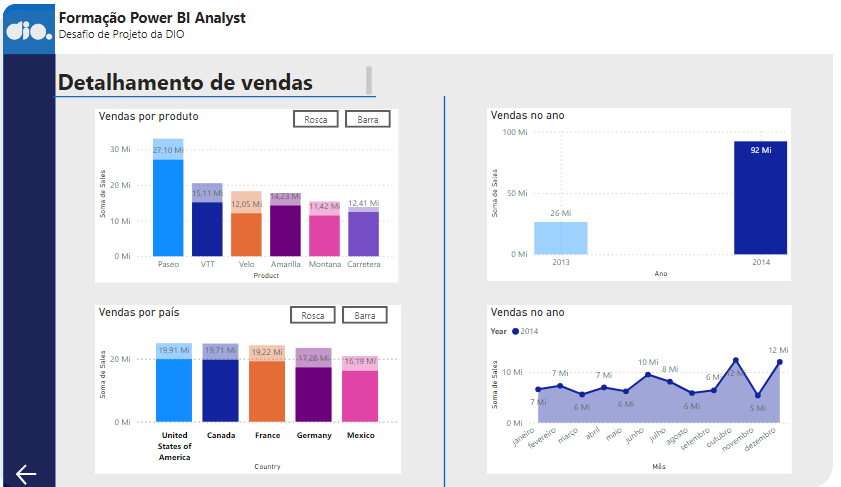 dio.
Formação Power BI Analyst
Desafio de Projeto da DIO
Detalhamento de vendas
Vendas por produto
Rosca
Barra
Soma de Sales
30 Mi
20 Mi
10 Mi
0 Mi
27,10 Mi
15,11 Mi
12,05 Mi
14,23 Mi
11,42 Mi
12,41 Mi
Paseo
VTT
Velo
Amarilla
Montana
Carretera
Product
Vendas no ano
Soma de Sales
100 Mi
50 Mi
0 Mi
26 Mi
92 Mi
2013
2014
Ano
Vendas por país
Rosca
Barra
Soma de Sales
20 Mi
0 Mi
19,91 Mi
19,71 Mi
19,22 Mi
17,28 Mi
16,19 Mi
United
States of
America
Canada
France
Germany
Mexico
Country
Vendas no ano
Year 2014
Soma de Sales
10 Mi
0 Mi
7 Mi
7 Mi
6 Mi
7 Mi
6 Mi
10 Mi
8 Mi
6 Mi
6 Mi
12 Mi
5 Mi
12 Mi
janeiro
fevereiro
março
abril
maio
junho
julho
agosto
setembro
outubro
novembro
dezembro
Mês